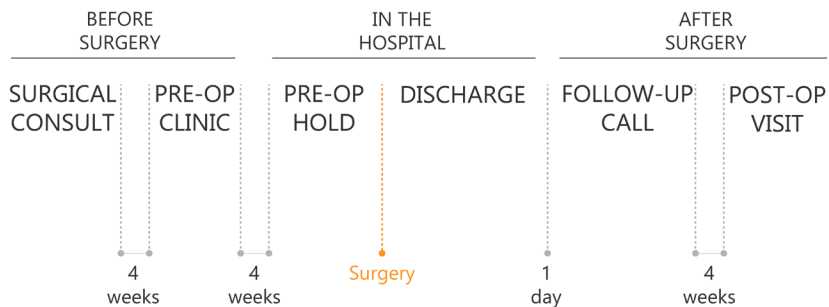 BEFORE
SURGERY
IN THE
HOSPITAL
AFTER
SURGERY
SURGICAL
CONSULT
PRE-OP
CLINIC
PRE-OP
HOLD
DISCHARGE
FOLLOW-UP
CALL
POST-OP
VISIT
4
weeks
4
weeks
Surgery
1
day
4
weeks